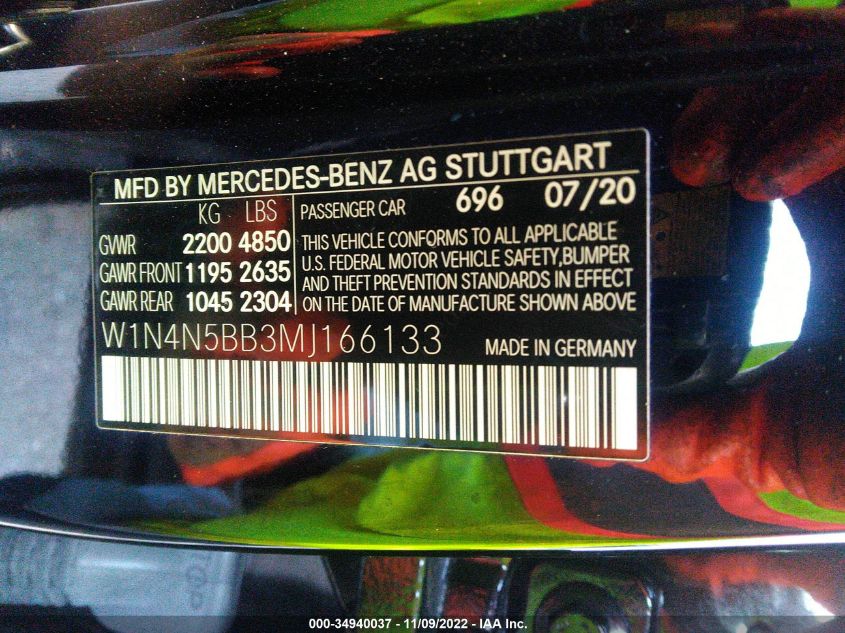 MFD BY MERCEDES-BENZ AG STUTTGART
KG LBS
GVWR 2200 4850
GAWR FRONT 1195 2635
GAWR REAR 1045 2304
PASSENGER CAR 696 07/20
THIS VEHICLE CONFORMS TO ALL APPLICABLE
U.S. FEDERAL MOTOR VEHICLE SAFETY,BUMPER
AND THEFT PREVENTION STANDARDS IN EFFECT
ON THE DATE OF MANUFACTURE SHOWN ABOVE
W1N4N5BB3MJ166133 MADE IN GERMANY
000-34940037 - 11/09/2022 - IAA Inc.